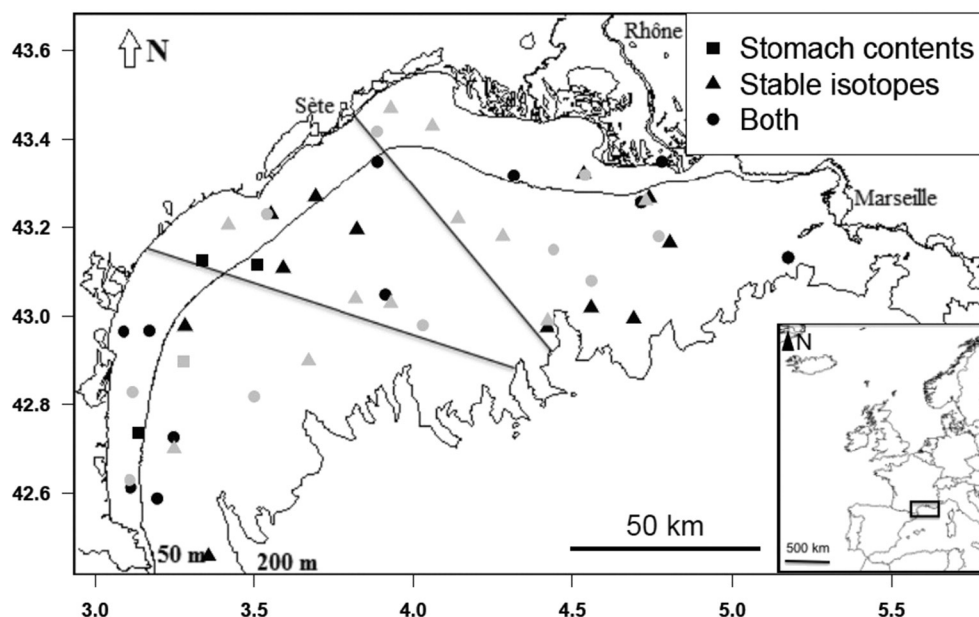 43.6
N
Rhône
Stomach contents
Stable isotopes
Both
Sète
43.4
Marseille
43.2
43.0
N
42.8
42.6
50 km
50 m
200 m
500 km
3.0 3.5 4.0 4.5 5.0 5.5